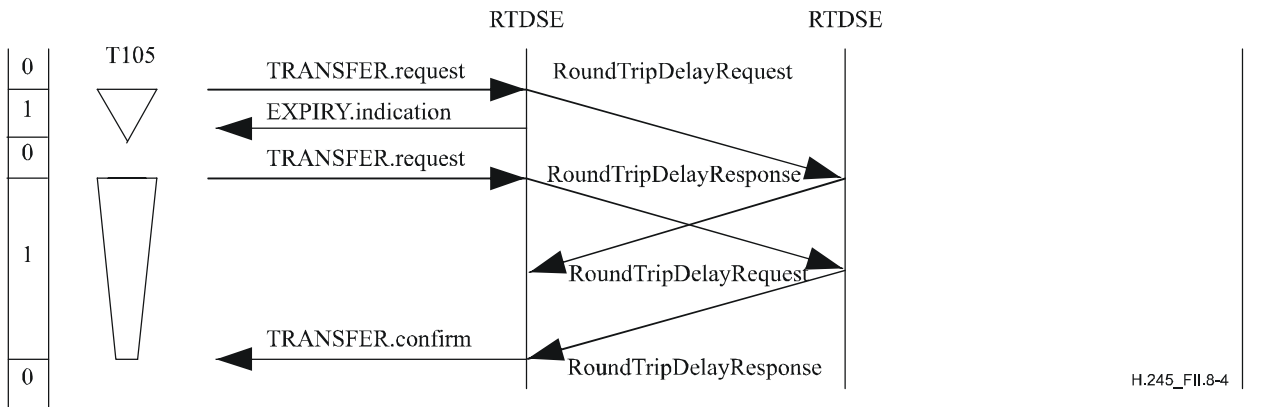 RTDSE
RTDSE
T105
0
TRANSFER.request
RoundTripDelayRequest
1
EXPIRY.indication
0
TRANSFER.request
RoundTripDelayResponse
1
RoundTripDelayRequest
TRANSFER.confirm
RoundTripDelayResponse
0
H.245_FII.8-4